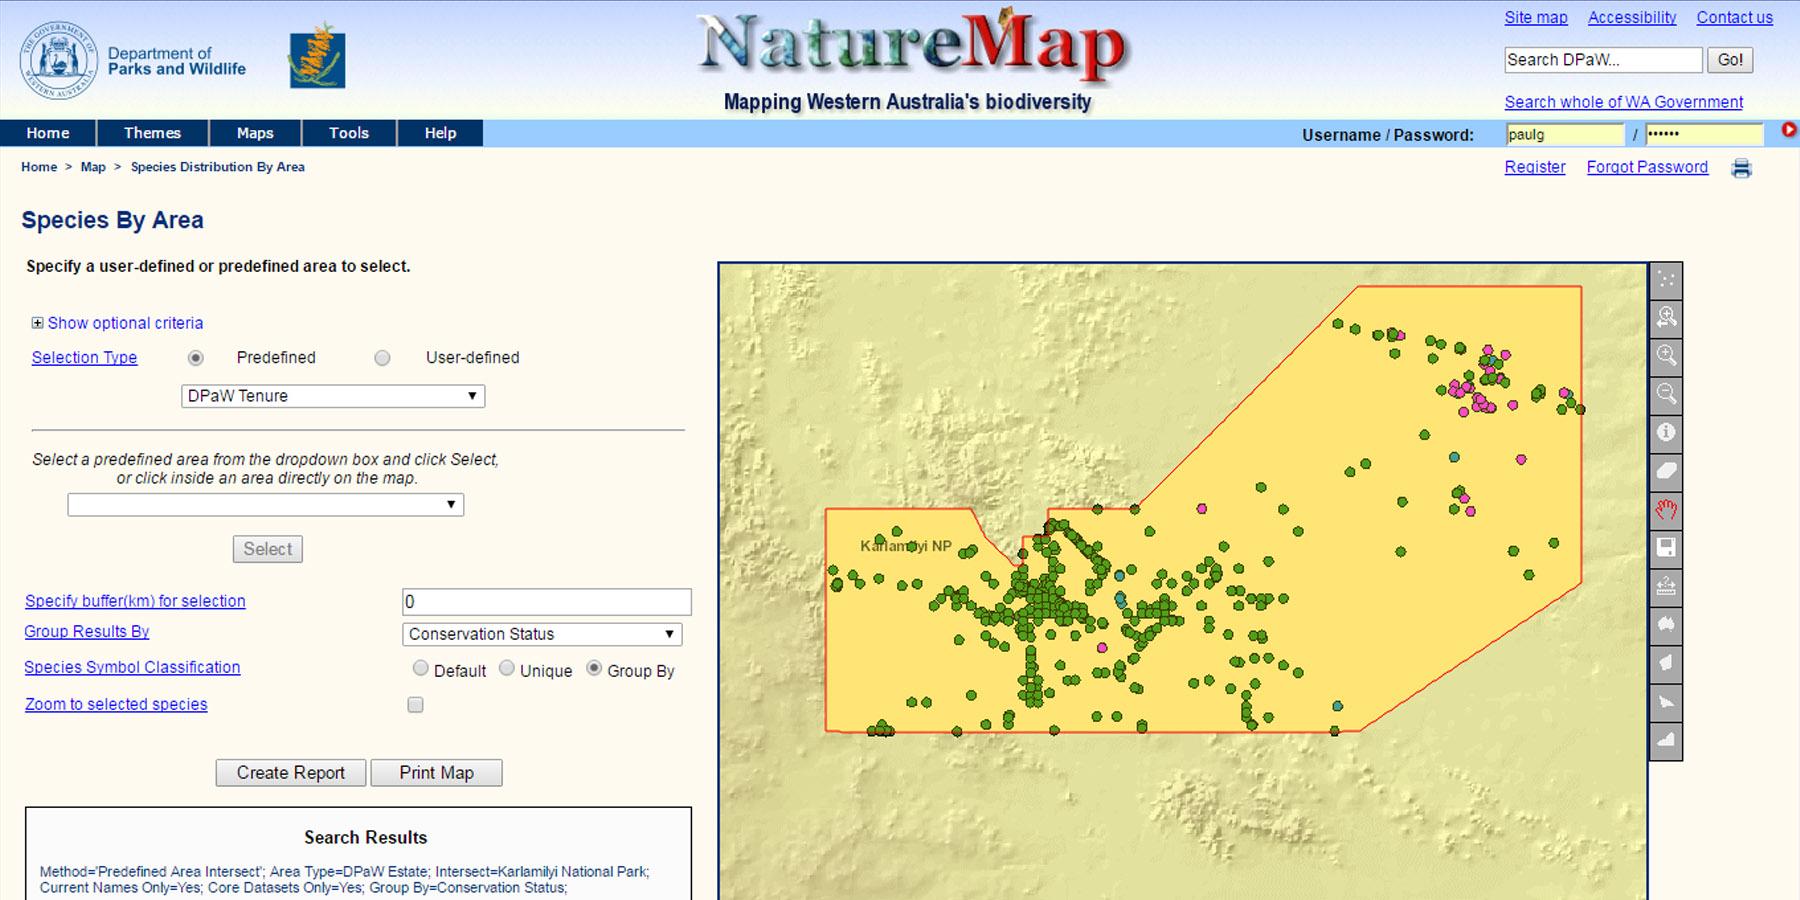 THE GOVERNMENT OF
WESTERN AUSTRALIA
Department of
Parks and Wildlife
NatureMap
Mapping Western Australia's biodiversity
Site map Accessibility Contact us
Search DPaW... Go!
Search whole of WA Government
Home Themes Maps Tools Help
Username / Password: paulg / ••••••
Home > Map > Species Distribution By Area
Register Forgot Password
Species By Area
Specify a user-defined or predefined area to select.
Show optional criteria
Selection Type Predefined User-defined
DPaW Tenure
Select a predefined area from the dropdown box and click Select,
or click inside an area directly on the map.
Select
Specify buffer(km) for selection 0
Group Results By Conservation Status
Species Symbol Classification Default Unique Group By
Zoom to selected species
Create Report Print Map
Search Results
Method='Predefined Area Intersect'; Area Type=DPaW Estate; Intersect=Karlamilyi National Park;
Current Names Only=Yes; Core Datasets Only=Yes; Group By=Conservation Status;
Karlamilyi NP